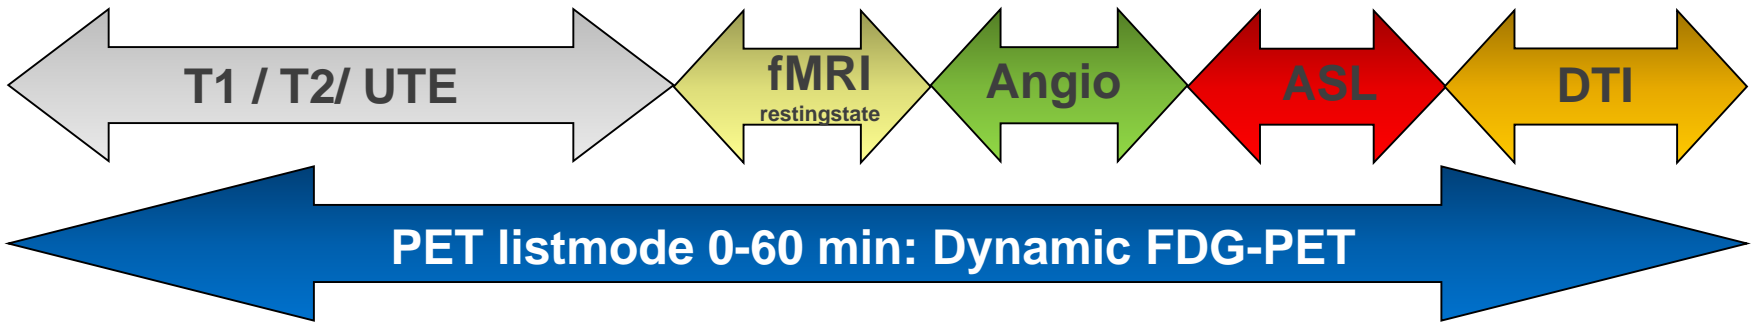 T1 / T2/ UTE
fMRI
restingstate
Angio
ASL
DTI
PET listmode 0-60 min: Dynamic FDG-PET